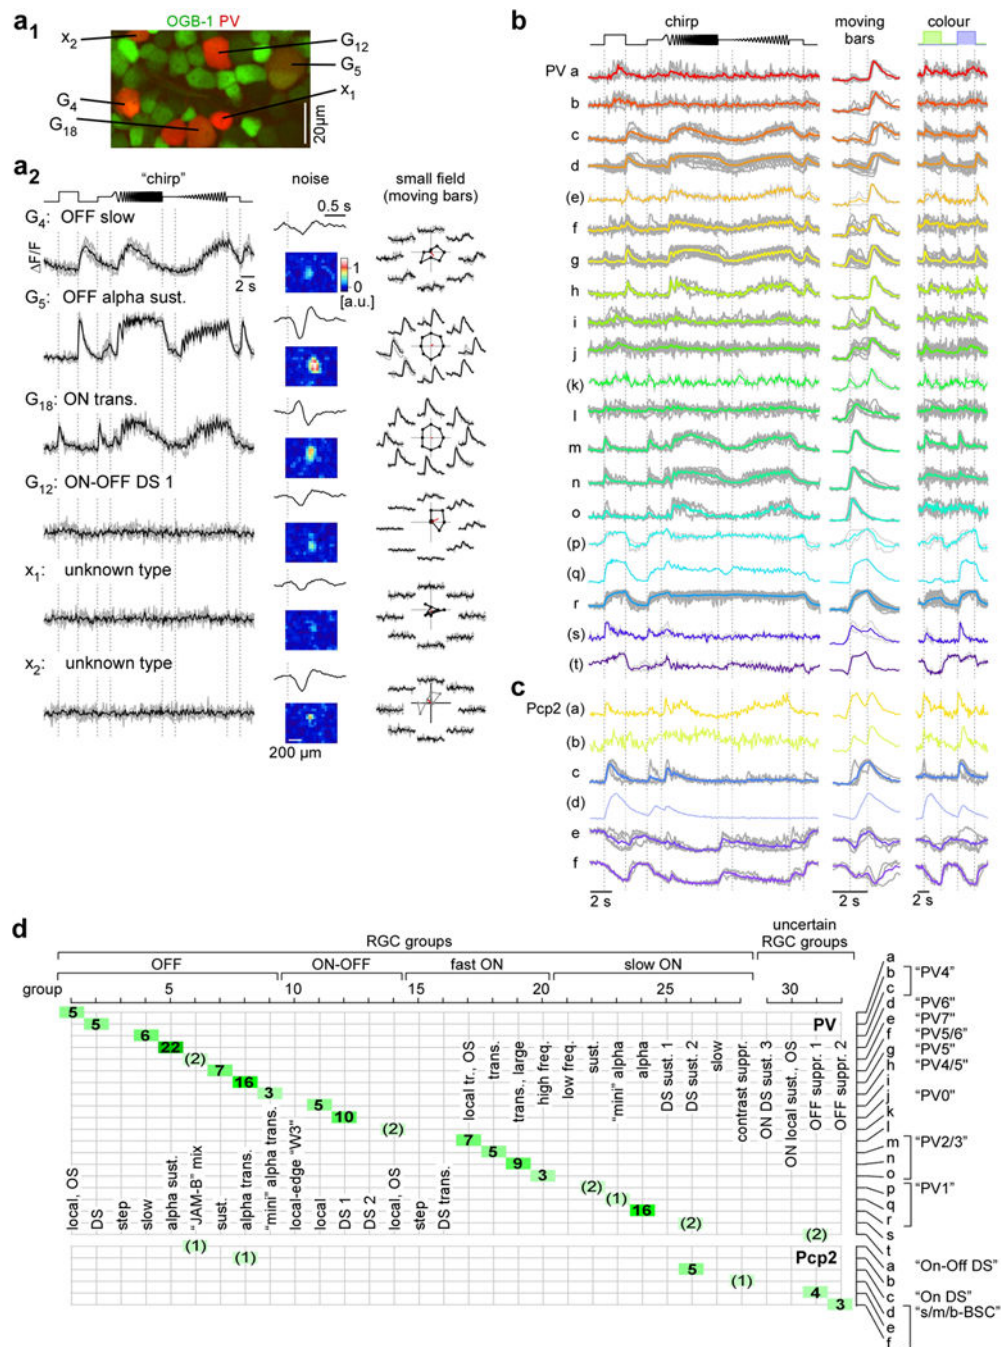 a1
OGB-1 PV
x2
G12
G5
x1
G4
G18
20μm
a2
"chirp"
noise
small field
(moving bars)
0.5 s
G4: OFF slow
ΔF/F
2 s
1
0
[a.u.]
G5: OFF alpha sust.
G18: ON trans.
G12: ON-OFF DS 1
x1: unknown type
x2: unknown type
200 μm
b
chirp
moving
bars
colour
PV a
b
c
d
(e)
f
g
h
i
j
(k)
l
m
n
o
(p)
(q)
r
(s)
(t)
c
Pcp2 (a)
(b)
c
(d)
e
f
2 s
2 s
2 s
d
RGC groups
uncertain
RGC groups
OFF
ON-OFF
fast ON
slow ON
group
5
10
15
20
25
30
PV
5
5
6
22
(2)
7
16
3
5
10
(2)
7
5
9
3
(2)
(1)
16
(2)
(2)
Pcp2
(1)
(1)
5
(1)
4
3
local, OS
DS
step
slow
alpha sust.
"JAM-B" mix
sust.
alpha trans.
"mini" alpha trans.
local-edge "W3"
local
DS 1
DS 2
local, OS
step
DS trans.
local tr., OS
trans.
trans., large
high freq.
low freq.
sust.
"mini" alpha
alpha
DS sust. 1
DS sust. 2
slow
contrast suppr.
ON DS sust. 3
ON local sust., OS
OFF suppr. 1
OFF suppr. 2
a
b "PV4"
c
d "PV6"
e "PV7"
f "PV5/6"
g "PV5"
h "PV4/5"
i
j "PV0"
k
l
m "PV2/3"
n
o
p "PV1"
q
r
s
t
a "On-Off DS"
b
c "On DS"
d "s/m/b-BSC"
e
f